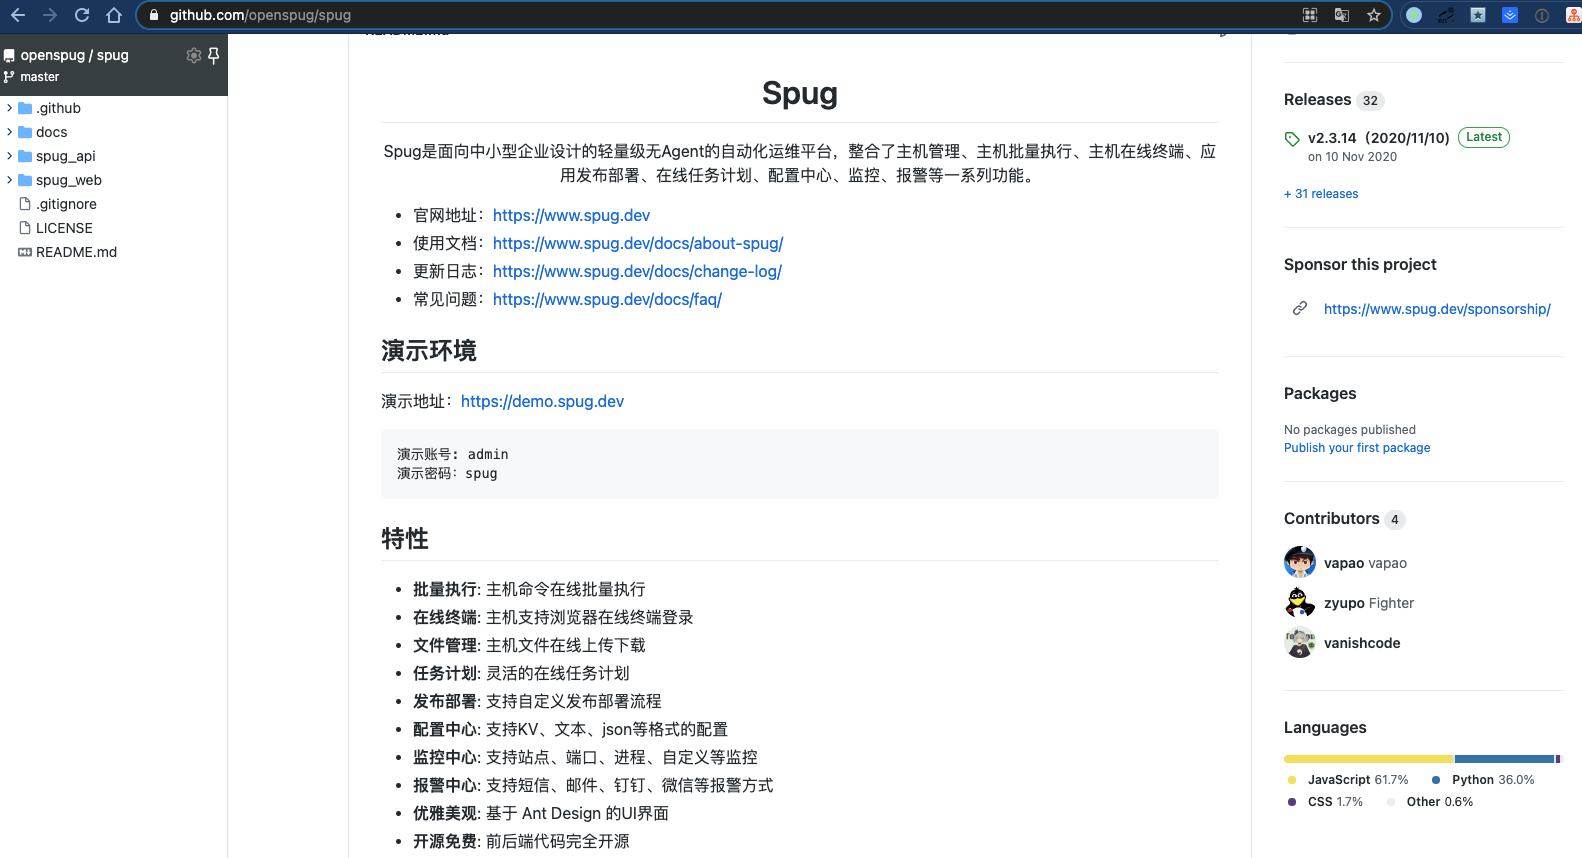 github.com/openspug/spug
openspug / spug
master
.github
docs
spug_api
spug_web
.gitignore
LICENSE
README.md
Spug
Spug是面向中小型企业设计的轻量级无Agent的自动化运维平台，整合了主机管理、主机批量执行、主机在线终端、应
用发布部署、在线任务计划、配置中心、监控、报警等一系列功能。
官网地址：https://www.spug.dev
使用文档：https://www.spug.dev/docs/about-spug/
更新日志：https://www.spug.dev/docs/change-log/
常见问题：https://www.spug.dev/docs/faq/
演示环境
演示地址：https://demo.spug.dev
演示账号: admin
演示密码：spug
特性
批量执行: 主机命令在线批量执行
在线终端: 主机支持浏览器在线终端登录
文件管理: 主机文件在线上传下载
任务计划: 灵活的在线任务计划
发布部署: 支持自定义发布部署流程
配置中心: 支持KV、文本、json等格式的配置
监控中心: 支持站点、端口、进程、自定义等监控
报警中心: 支持短信、邮件、钉钉、微信等报警方式
优雅美观: 基于 Ant Design 的UI界面
开源免费: 前后端代码完全开源
Releases 32
v2.3.14（2020/11/10） Latest
on 10 Nov 2020
+ 31 releases
Sponsor this project
https://www.spug.dev/sponsorship/
Packages
No packages published
Publish your first package
Contributors 4
vapao vapao
zyupo Fighter
vanishcode
Languages
JavaScript 61.7% Python 36.0%
CSS 1.7% Other 0.6%